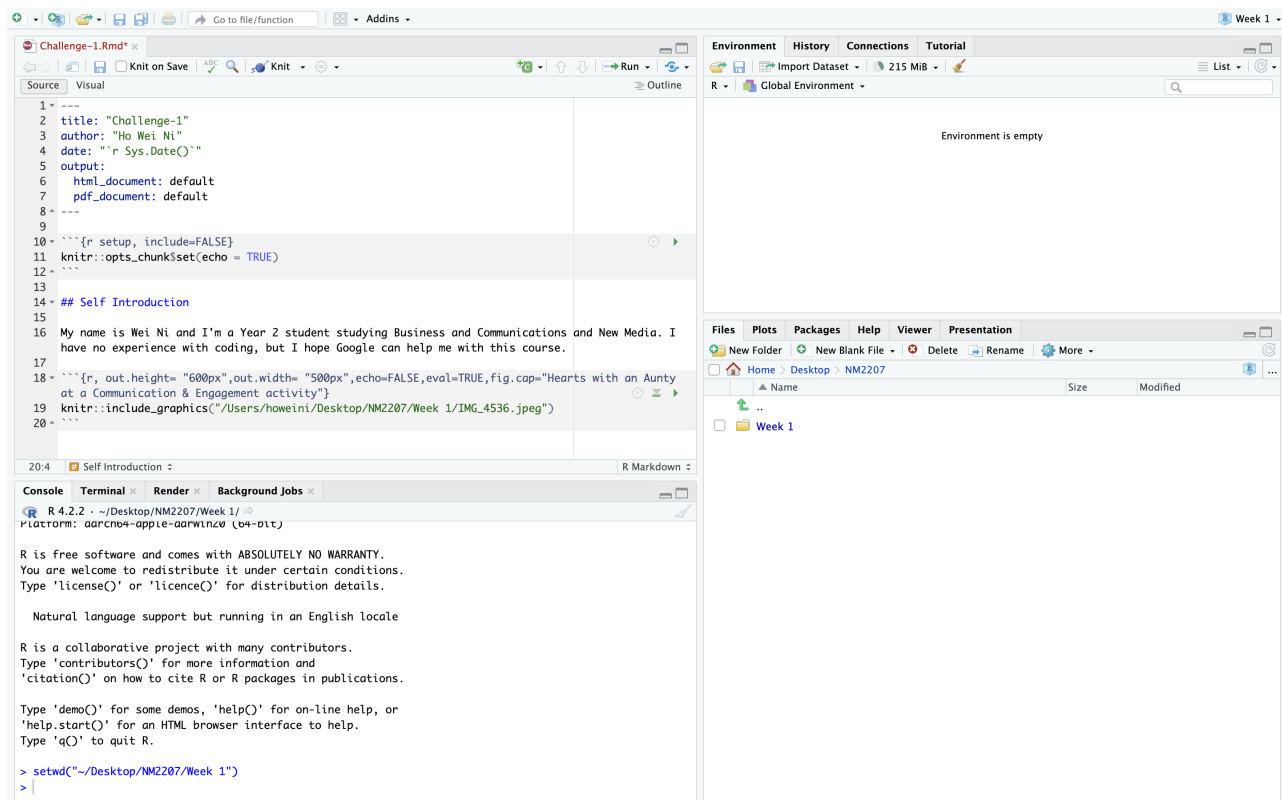 Go to file/function
Addins
Week 1
Challenge-1.Rmd*
Knit on Save
ABC
Knit
Run
Source
Visual
Outline
1 ---
2 title: "Challenge-1"
3 author: "Ho Wei Ni"
4 date: "`r Sys.Date()`"
5 output:
6   html_document: default
7   pdf_document: default
8 ---
9
10 ```{r setup, include=FALSE}
11 knitr::opts_chunk$set(echo = TRUE)
12 ```
13
14 ## Self Introduction
15
16 My name is Wei Ni and I'm a Year 2 student studying Business and Communications and New Media. I
have no experience with coding, but I hope Google can help me with this course.
17
18 ```{r, out.height= "600px",out.width= "500px",echo=FALSE,eval=TRUE,fig.cap="Hearts with an Aunty
at a Communication & Engagement activity"}
19 knitr::include_graphics("/Users/howeini/Desktop/NM2207/Week 1/IMG_4536.jpeg")
20 ```
20:4
# Self Introduction
R Markdown
Console
Terminal
Render
Background Jobs
R 4.2.2 · ~/Desktop/NM2207/Week 1/
Platform: aarch64-apple-darwin20 (64-bit)
R is free software and comes with ABSOLUTELY NO WARRANTY.
You are welcome to redistribute it under certain conditions.
Type 'license()' or 'licence()' for distribution details.
Natural language support but running in an English locale
R is a collaborative project with many contributors.
Type 'contributors()' for more information and
'citation()' on how to cite R or R packages in publications.
Type 'demo()' for some demos, 'help()' for on-line help, or
'help.start()' for an HTML browser interface to help.
Type 'q()' to quit R.
> setwd("~/Desktop/NM2207/Week 1")
>
Environment
History
Connections
Tutorial
Import Dataset
215 MiB
List
R
Global Environment
Environment is empty
Files
Plots
Packages
Help
Viewer
Presentation
New Folder
New Blank File
Delete
Rename
More
Home
Desktop
NM2207
...
Name
Size
Modified
..
Week 1